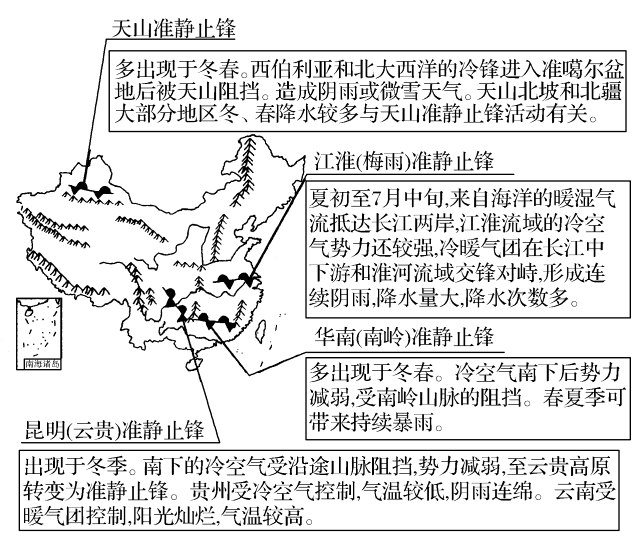 天山准静止锋
多出现于冬春。西伯利亚和北大西洋的冷锋进入准噶尔盆
地后被天山阻挡。造成阴雨或微雪天气。天山北坡和北疆
大部分地区冬、春降水较多与天山准静止锋活动有关。
江淮(梅雨)准静止锋
夏初至7月中旬,来自海洋的暖湿气
流抵达长江两岸,江淮流域的冷空
气势力还较强,冷暖气团在长江中
下游和淮河流域交锋对峙,形成连
续阴雨,降水量大,降水次数多。
华南(南岭)准静止锋
多出现于冬春。冷空气南下后势力
减弱,受南岭山脉的阻挡。春夏季可
带来持续暴雨。
南海诸岛
昆明(云贵)准静止锋
出现于冬季。南下的冷空气受沿途山脉阻挡,势力减弱,至云贵高原
转变为准静止锋。贵州受冷空气控制,气温较低,阴雨连绵。云南受
暖气团控制,阳光灿烂,气温较高。